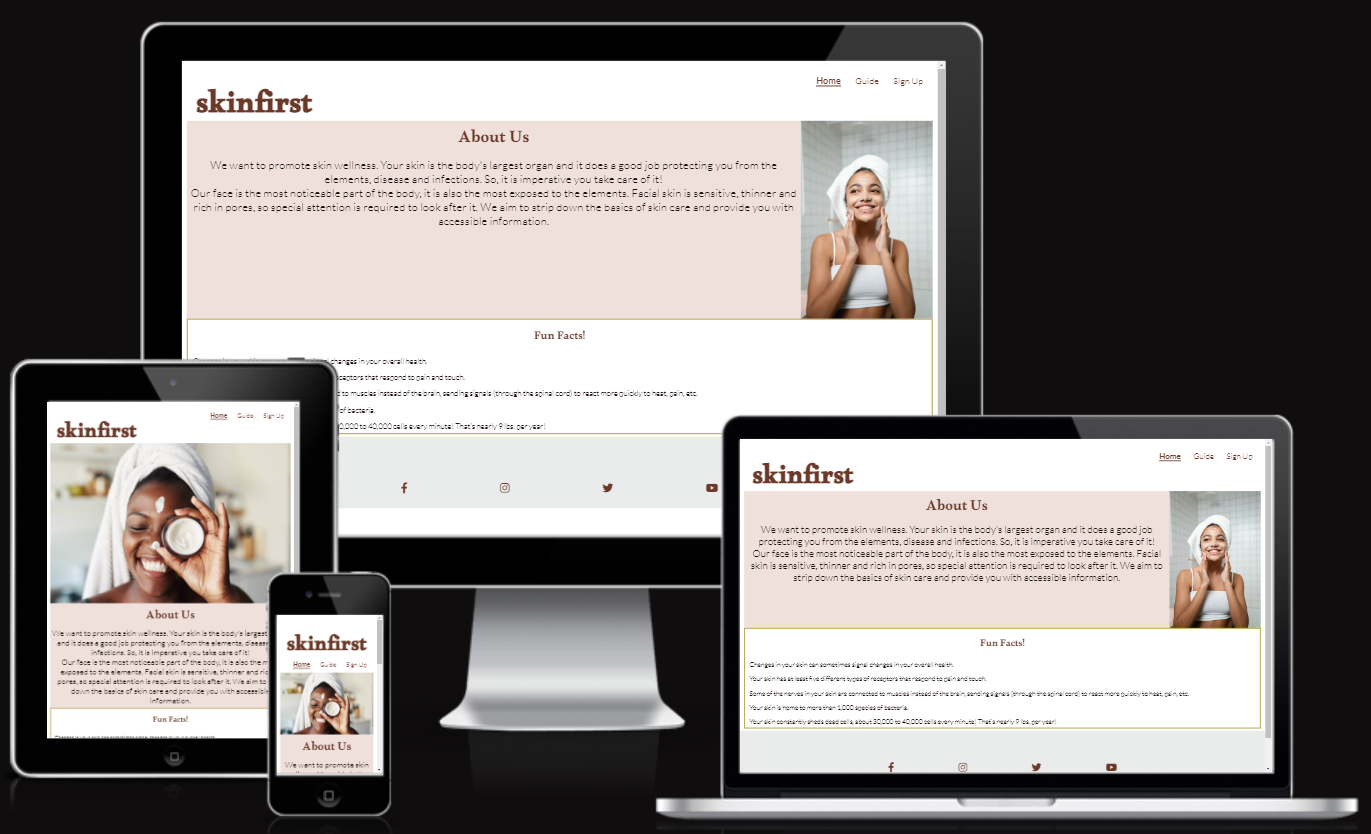 Home Guide Sign Up
skinfirst
About Us
We want to promote skin wellness. Your skin is the body's largest organ and it does a good job protecting you from the
elements, disease and infections. So, it is imperative you take care of it!
Our face is the most noticeable part of the body, it is also the most exposed to the elements. Facial skin is sensitive, thinner and
rich in pores, so special attention is required to look after it. We aim to strip down the basics of skin care and provide you with
accessible information.
Fun Facts!
changes in your overall health.
ceptors that respond to pain and touch.
d to muscles instead of the brain, sending signals (through the spinal cord) to react more quickly to heat, pain, etc.
of bacteria.
0,000 to 40,000 cells every minute! That's nearly 9 lbs. per year!
Home Guide Sign Up
skinfirst
About Us
We want to promote skin wellness. Your skin is the body's largest
and it does a good job protecting you from the elements, disease
infections. So, it is imperative you take care of it!
Our face is the most noticeable part of the body, it is also the m
exposed to the elements. Facial skin is sensitive, thinner and ric
pores, so special attention is required to look after it. We aim to
down the basics of skin care and provide you with accessible
information.
Fun Facts!
skinfirst
Home Guide Sign Up
About Us
We want to promote skin
Home Guide Sign Up
skinfirst
About Us
We want to promote skin wellness. Your skin is the body's largest organ and it does a good job
protecting you from the elements, disease and infections. So, it is imperative you take care of it!
Our face is the most noticeable part of the body, it is also the most exposed to the elements. Facial
skin is sensitive, thinner and rich in pores, so special attention is required to look after it. We aim to
strip down the basics of skin care and provide you with accessible information.
Fun Facts!
Changes in your skin can sometimes signal changes in your overall health.
Your skin has at least five different types of receptors that respond to pain and touch.
Some of the nerves in your skin are connected to muscles instead of the brain, sending signals (through the spinal cord) to react more quickly to heat, pain, etc.
Your skin is home to more than 1,000 species of bacteria.
Your skin constantly sheds dead cells, about 30,000 to 40,000 cells every minute! That's nearly 9 lbs. per year!